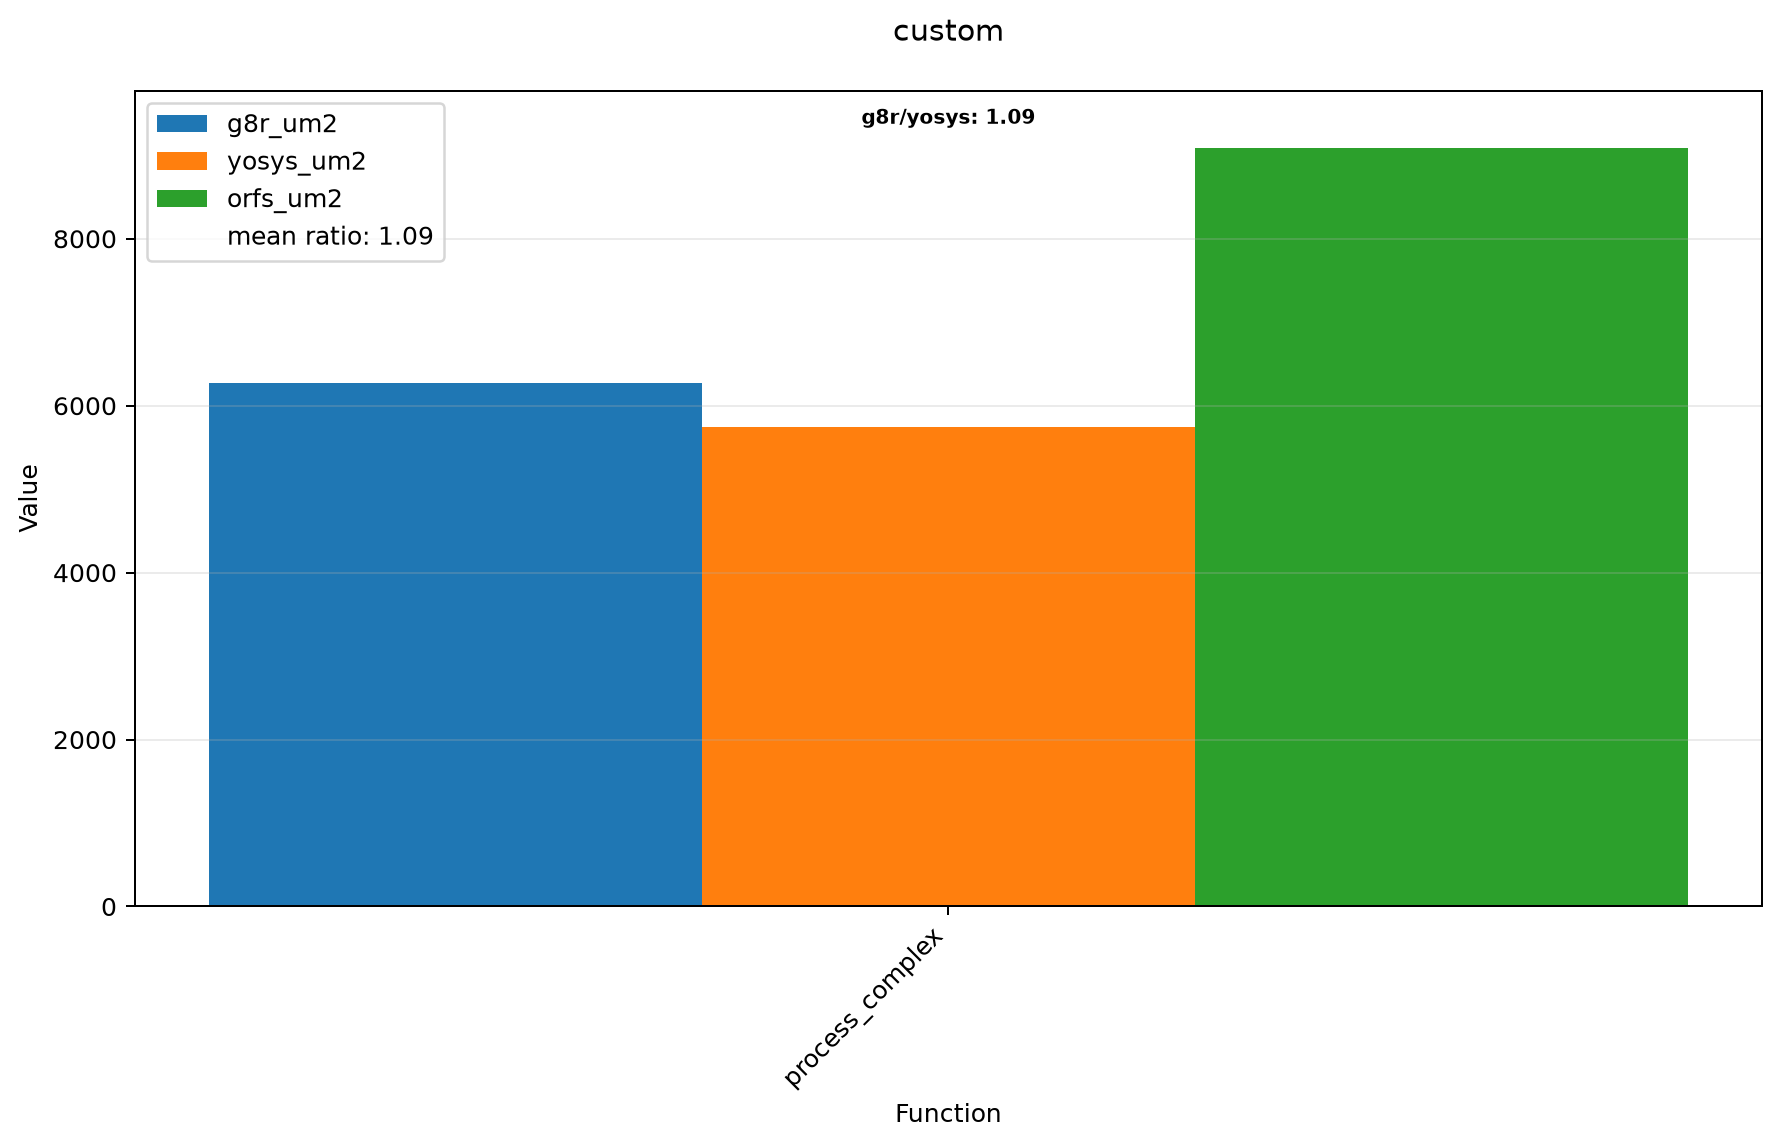 custom
g8r/yosys: 1.09
g8r_um2
yosys_um2
orfs_um2
mean ratio: 1.09
8000
6000
4000
2000
0
Value
process_complex
Function